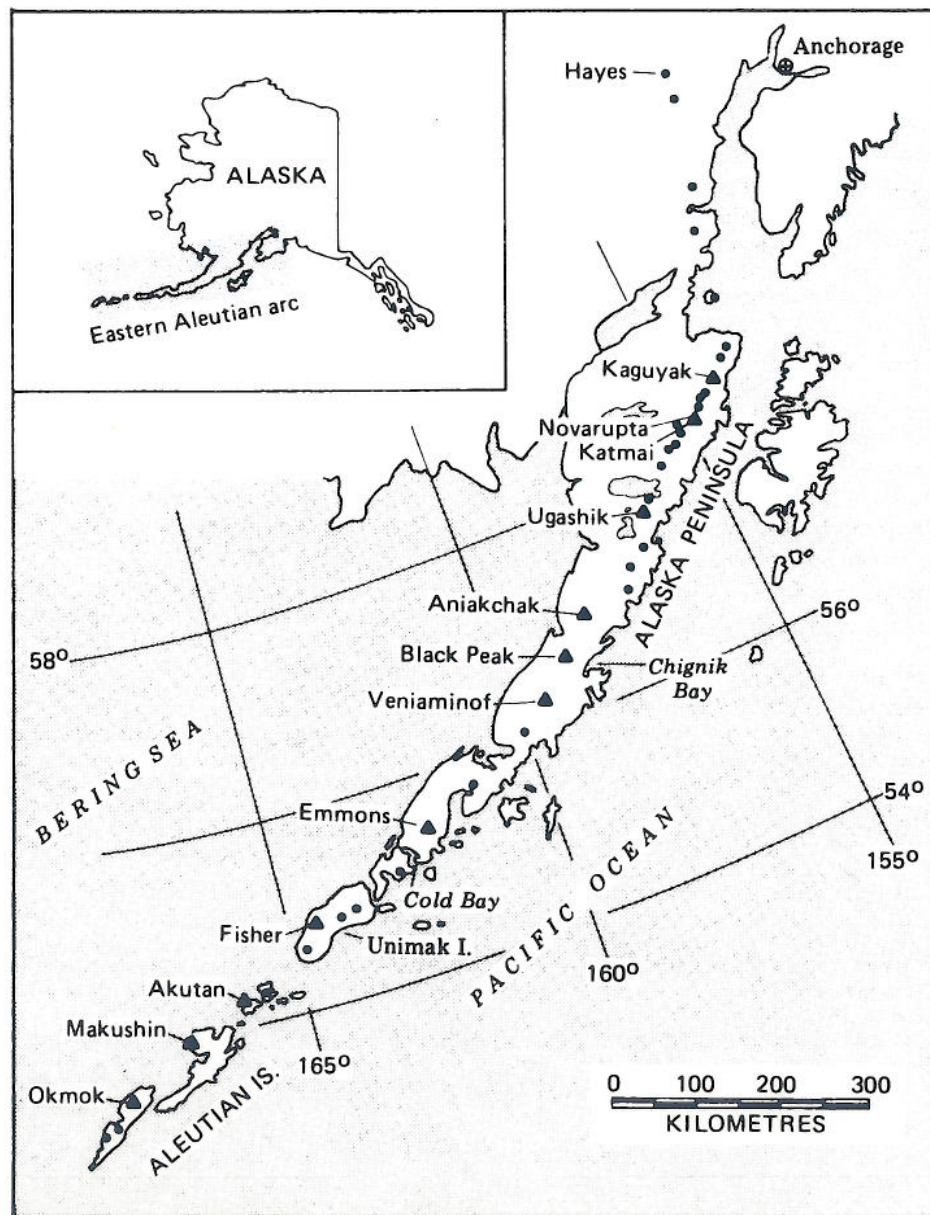 ALASKA
Eastern Aleutian arc
Anchorage
Hayes
Kaguyak
Novarupta
Katmai
Ugashik
ALASKA PENINSULA
Aniakchak
56°
58°
Black Peak
Chignik
Bay
Veniaminof
BERING SEA
54°
Emmons
155°
PACIFIC OCEAN
Cold Bay
Fisher
Unimak I.
160°
Akutan
Makushin
165°
Okmok
ALEUTIAN IS.
0 100 200 300
KILOMETRES